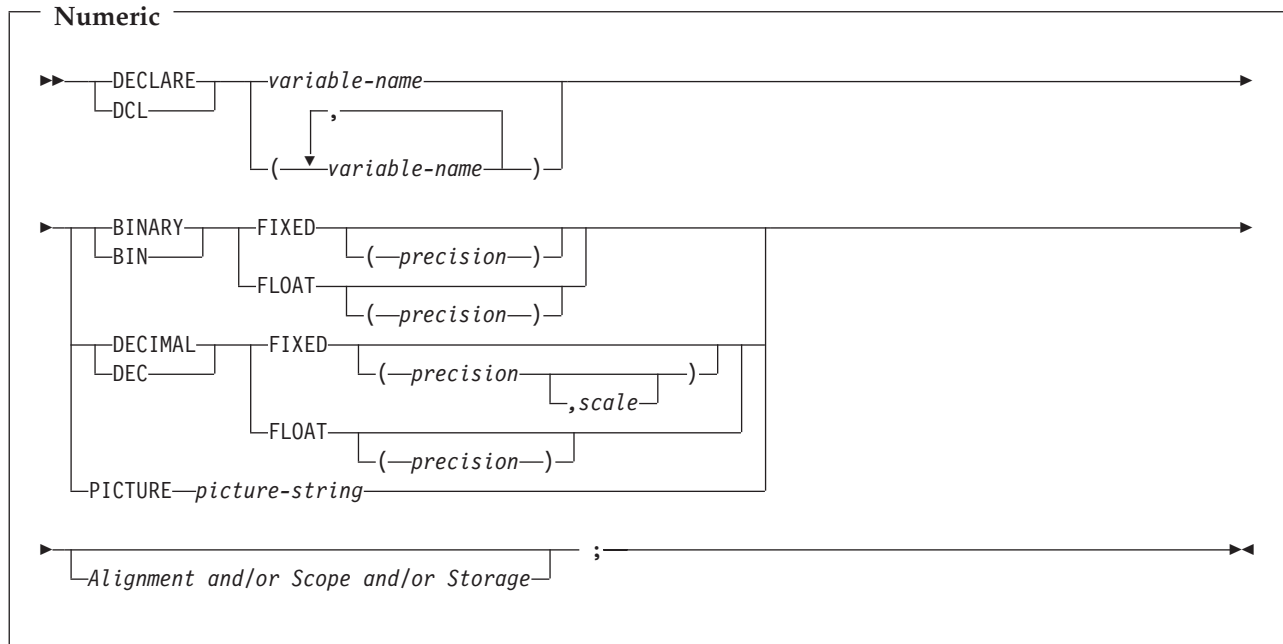 Numeric
DECLARE variable-name
DCL ,
( variable-name )
BINARY FIXED
BIN ( precision )
FLOAT
( precision )
DECIMAL FIXED
DEC ( precision )
,scale
FLOAT
( precision )
PICTURE picture-string
;
Alignment and/or Scope and/or Storage